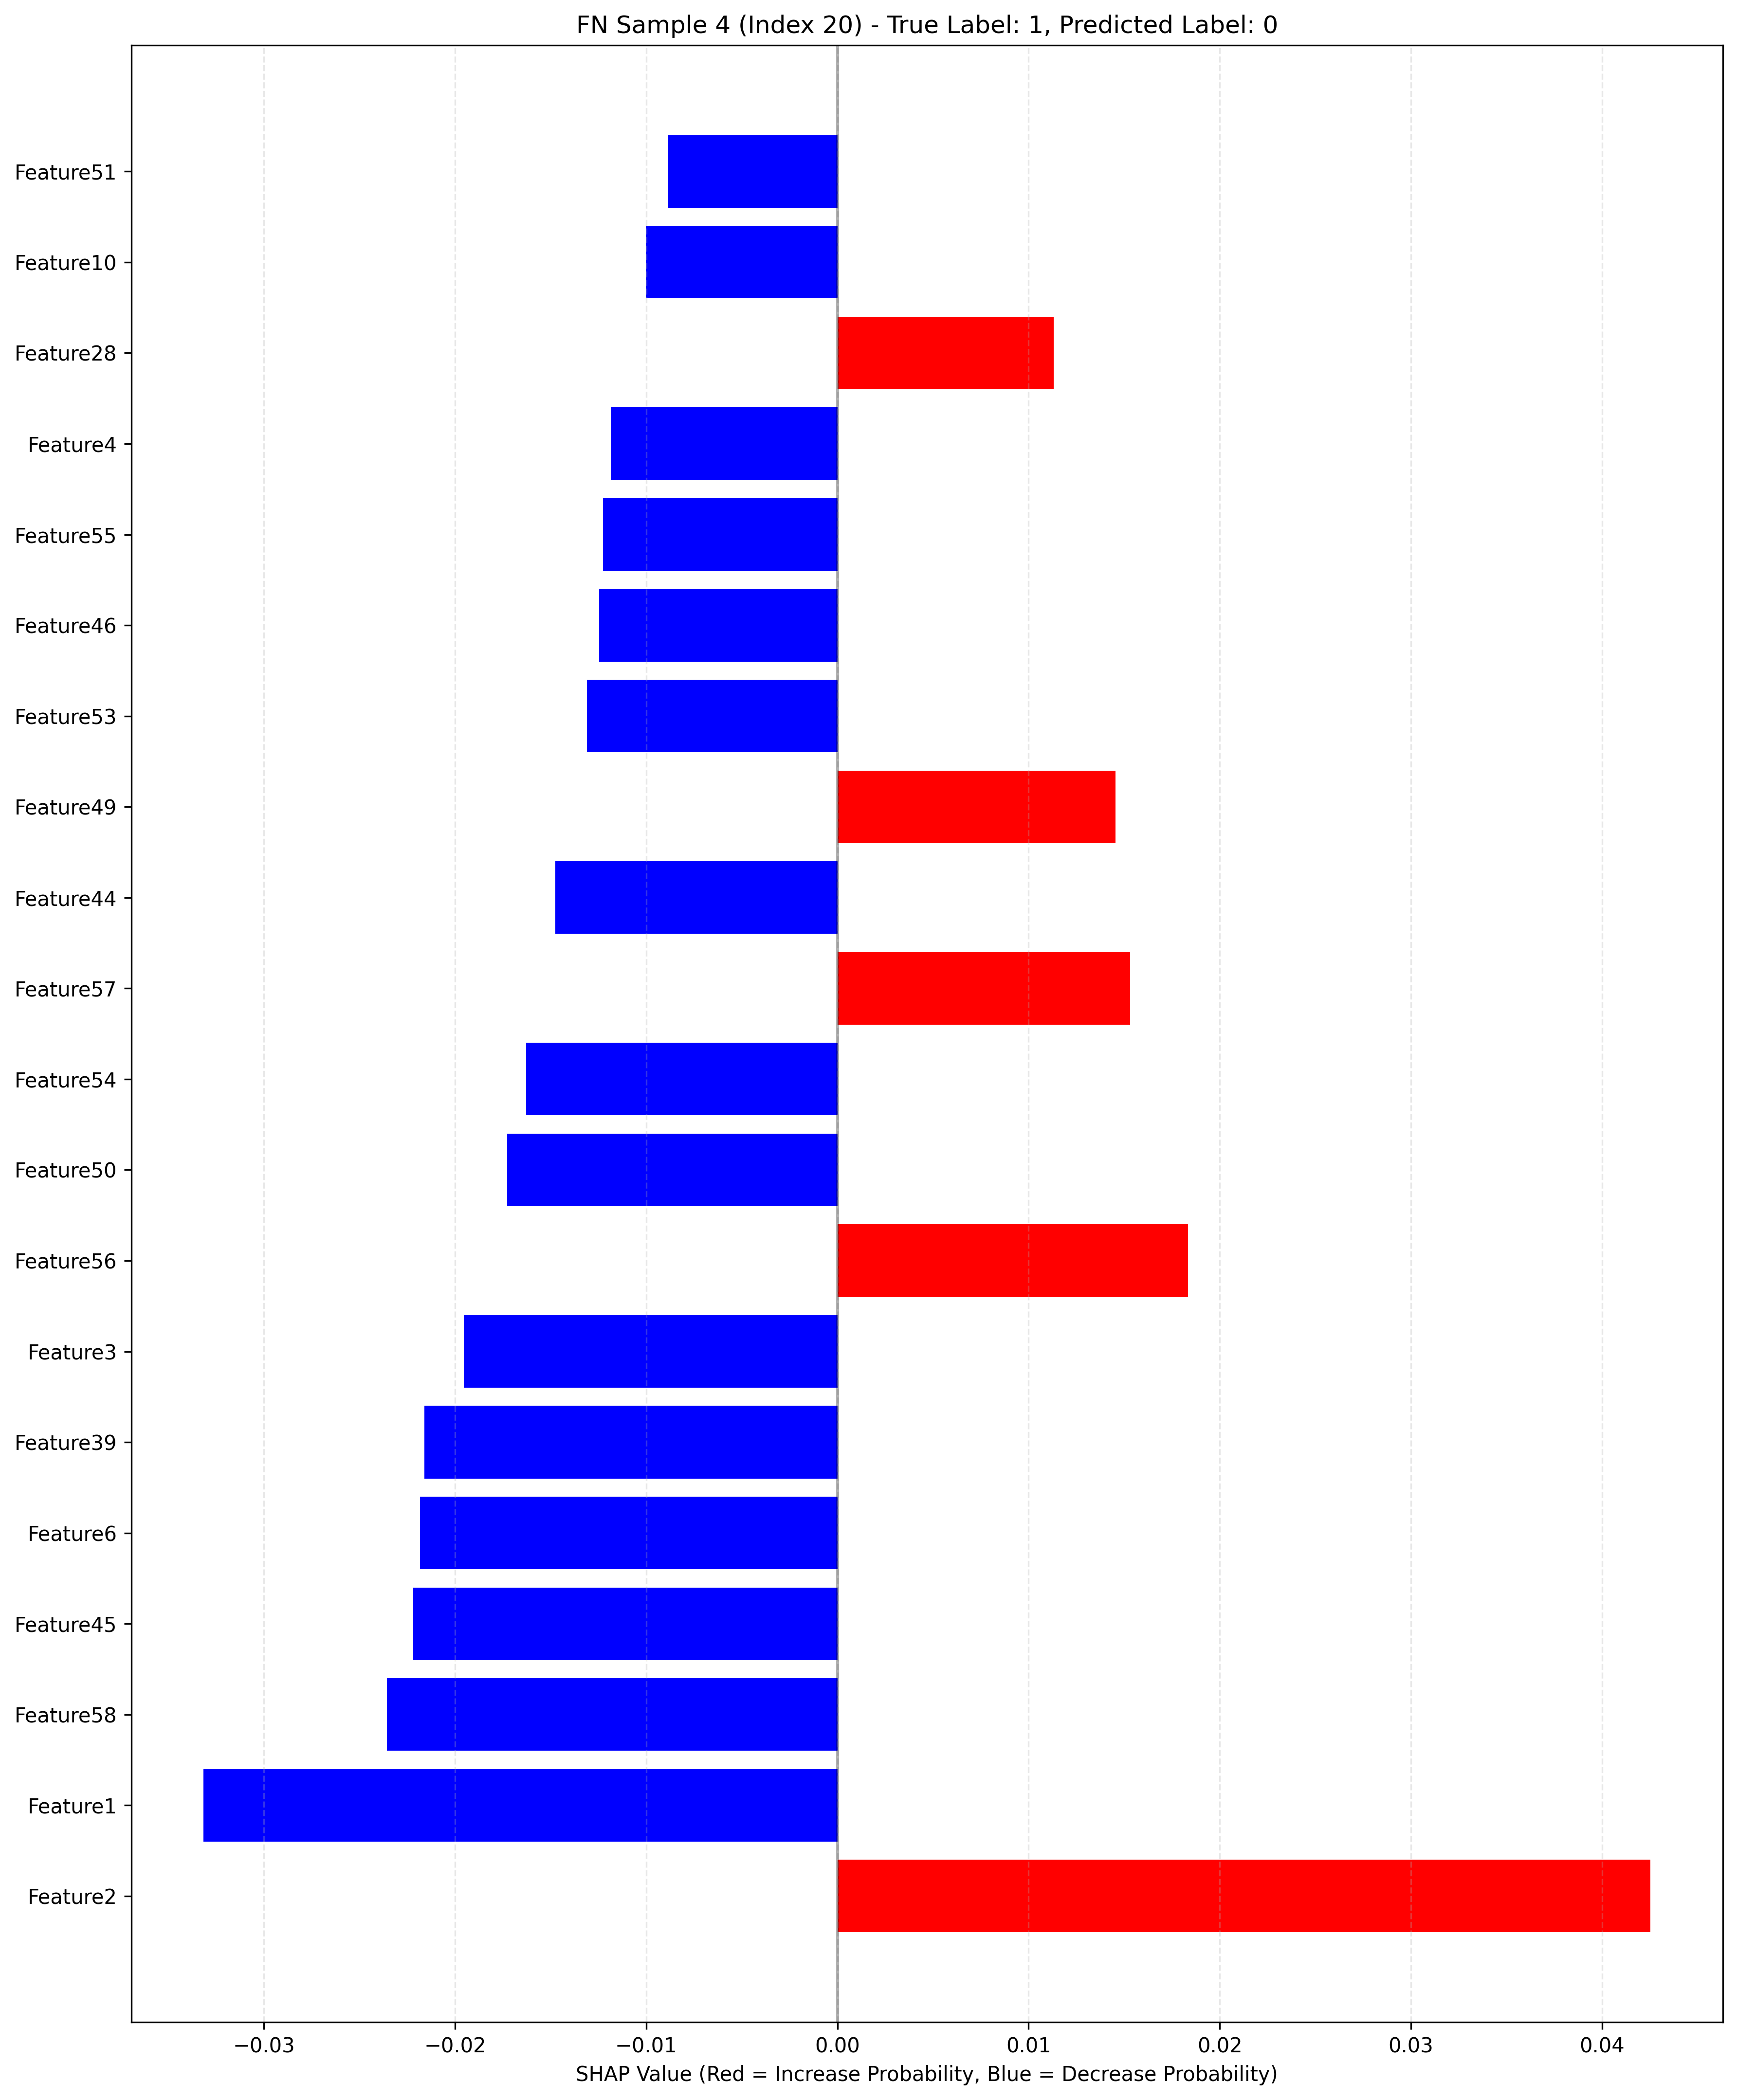 FN Sample 4 (Index 20) - True Label: 1, Predicted Label: 0
Feature51
Feature10
Feature28
Feature4
Feature55
Feature46
Feature53
Feature49
Feature44
Feature57
Feature54
Feature50
Feature56
Feature3
Feature39
Feature6
Feature45
Feature58
Feature1
Feature2
−0.03 −0.02 −0.01 0.00 0.01 0.02 0.03 0.04
SHAP Value (Red = Increase Probability, Blue = Decrease Probability)